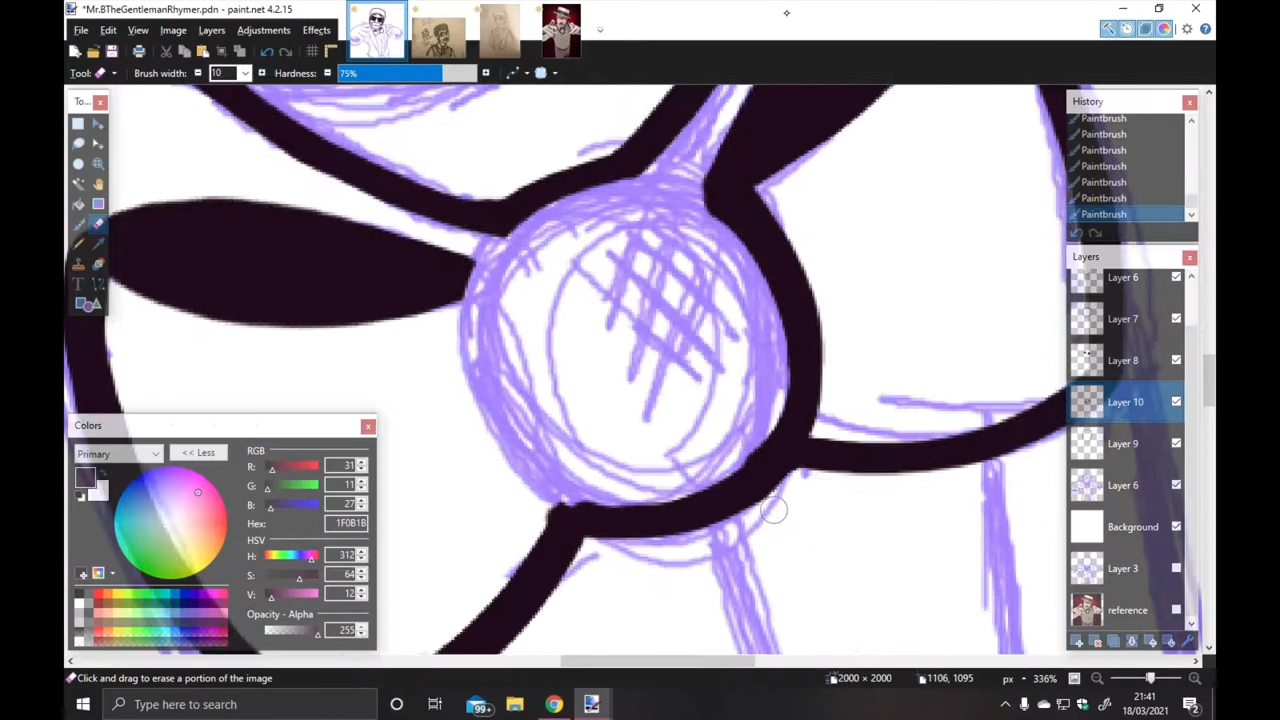 *Mr.BTheGentlemanRhymer.pdn - paint.net 4.2.15
File Edit View Image Layers Adjustments Effects
Tool: Brush width: 10 Hardness: 75%
To...
History
Paintbrush
Paintbrush
Paintbrush
Paintbrush
Paintbrush
Paintbrush
Paintbrush
Layers
Layer 6
Layer 7
Layer 8
Layer 10
Layer 9
Layer 6
Background
Layer 3
reference
Colors
Primary << Less
RGB
R: 31
G: 11
B: 27
Hex: 1F0B1B
HSV
H: 312
S: 64
V: 12
Opacity - Alpha
255
Click and drag to erase a portion of the image
2000 × 2000 1106, 1095 px 336%
Type here to search
99+
21:41
18/03/2021
2